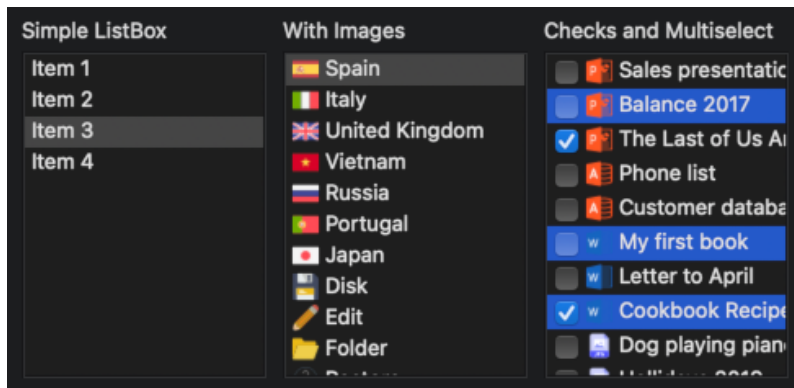 Simple ListBox
Item 1
Item 2
Item 3
Item 4
With Images
Spain
Italy
United Kingdom
Vietnam
Russia
Portugal
Japan
Disk
Edit
Folder
Checks and Multiselect
Sales presentatic
Balance 2017
The Last of Us
Phone list
Customer databa
My first book
Letter to April
Cookbook Recipe
Dog playing pian